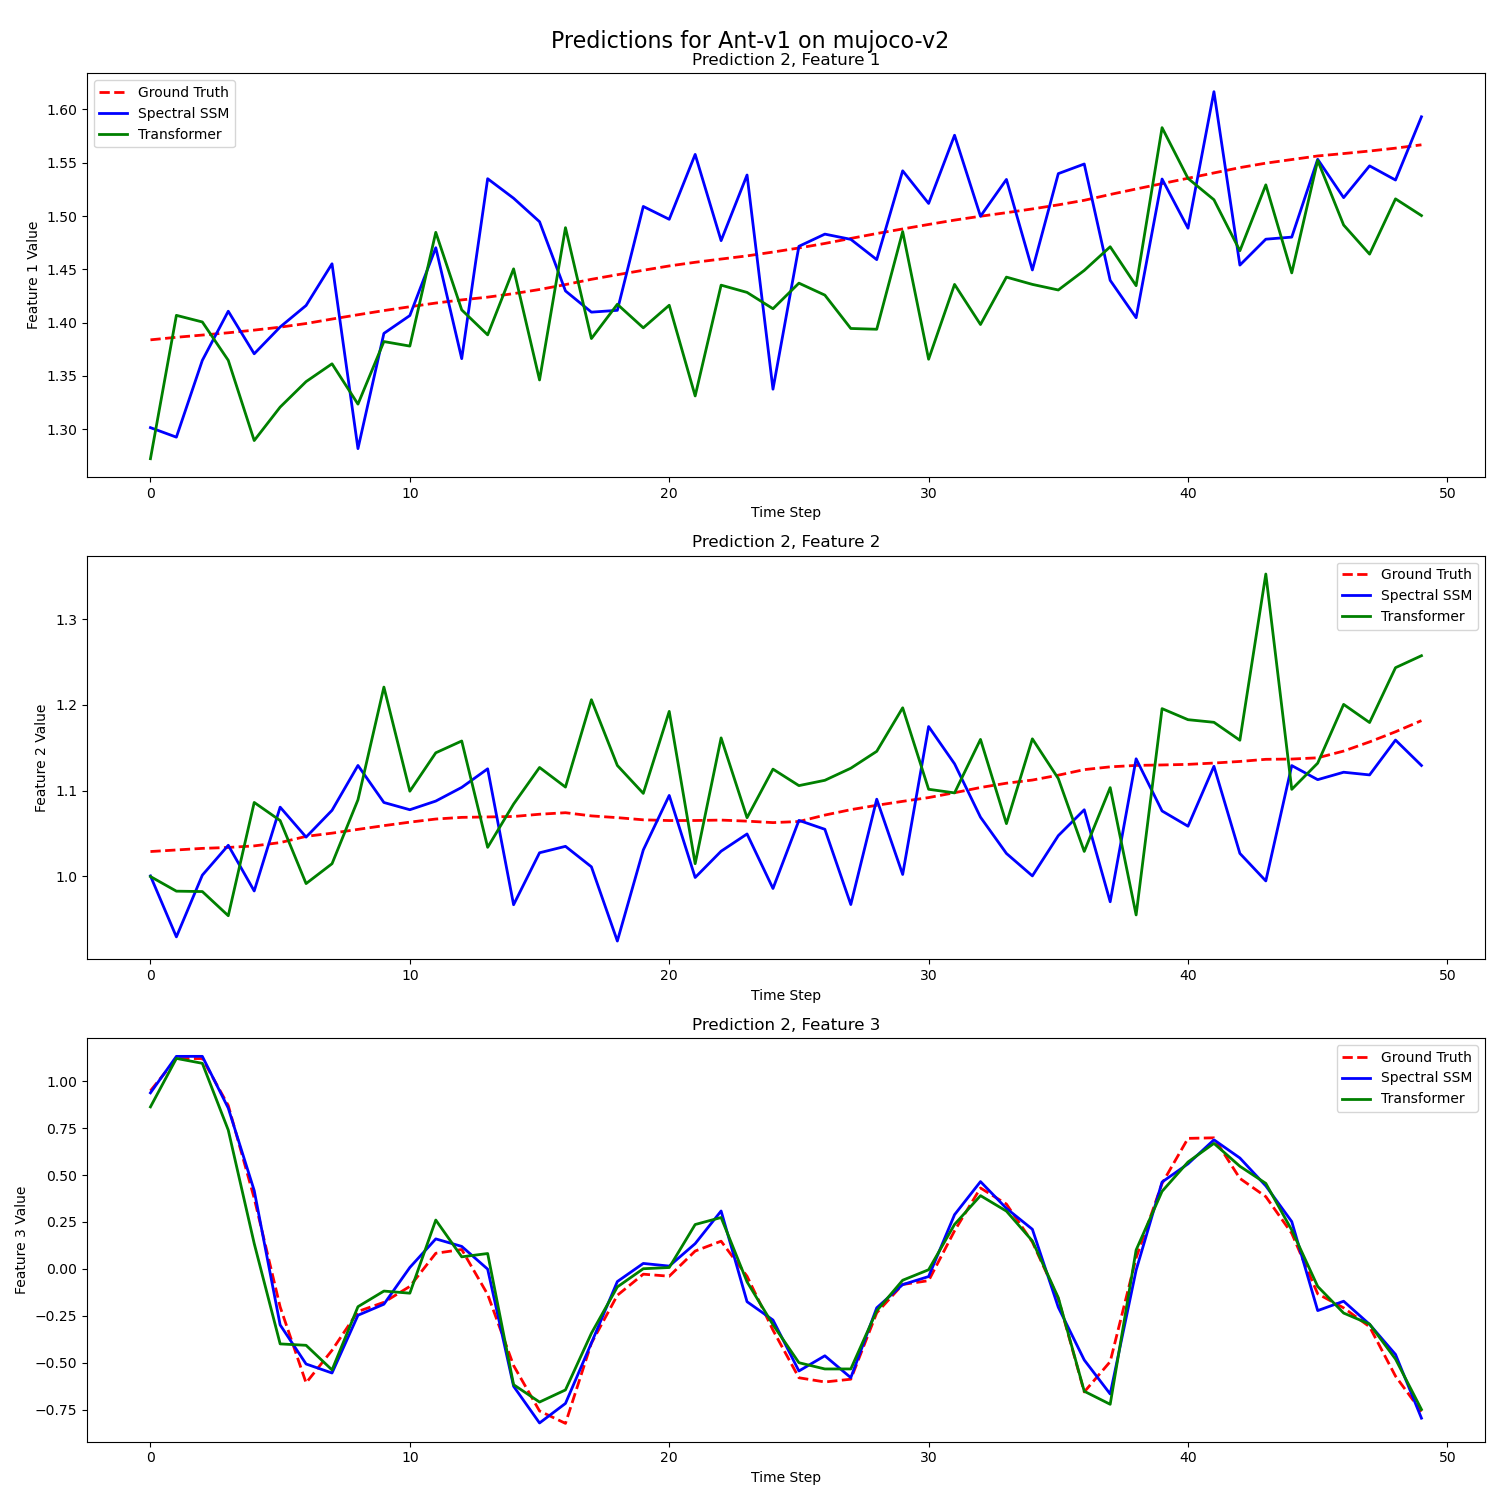 Predictions for Ant-v1 on mujoco-v2
Prediction 2, Feature 1
Ground Truth
Spectral SSM
Transformer
Feature 1 Value
1.60
1.55
1.50
1.45
1.40
1.35
1.30
0 10 20 30 40 50
Time Step
Prediction 2, Feature 2
Ground Truth
Spectral SSM
Transformer
Feature 2 Value
1.3
1.2
1.1
1.0
0 10 20 30 40 50
Time Step
Prediction 2, Feature 3
Ground Truth
Spectral SSM
Transformer
Feature 3 Value
1.00
0.75
0.50
0.25
0.00
−0.25
−0.50
−0.75
0 10 20 30 40 50
Time Step